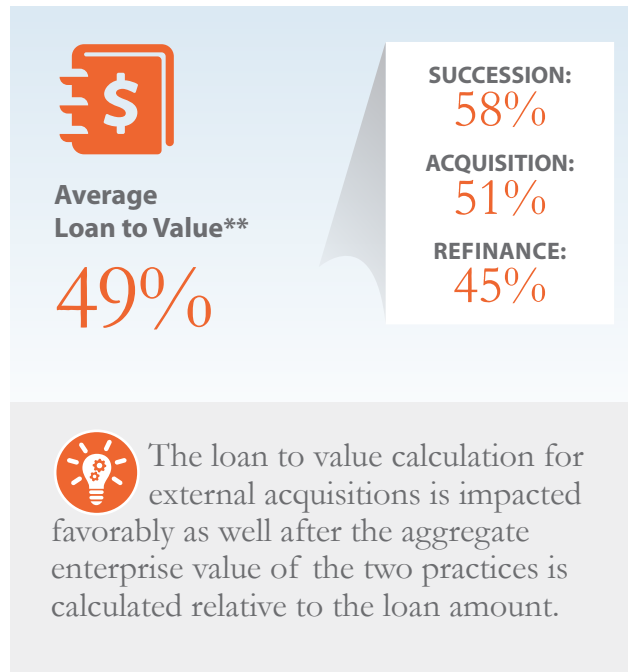 $
Average
Loan to Value**
49%
SUCCESSION:
58%
ACQUISITION:
51%
REFINANCE:
45%
The loan to value calculation for
external acquisitions is impacted
favorably as well after the aggregate
enterprise value of the two practices is
calculated relative to the loan amount.